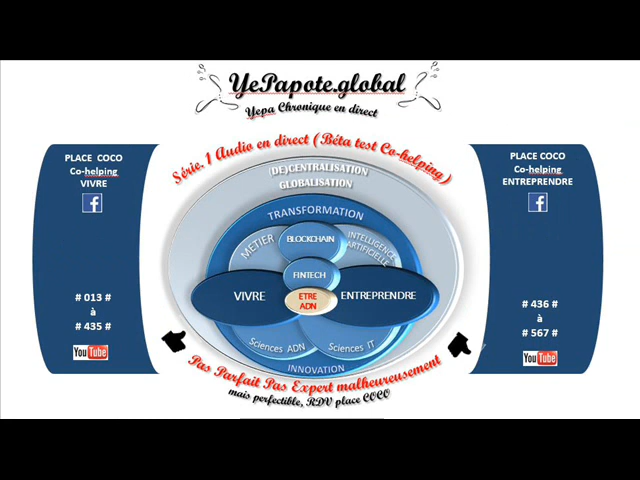 YePapote.global
Yepa Chronique en direct
Série, 1 Audio en direct (Béta test Co-helping)
PLACE COCO
Co-helping
VIVRE
f
# 013 #
à
# 435 #
YouTube
(DE)CENTRALISATION
GLOBALISATION
TRANSFORMATION
METIER
BLOCKCHAIN
INTELLIGENCE
ARTIFICIELLE
FINTECH
VIVRE
ETRE
ADN
ENTREPRENDRE
Sciences ADN
Sciences IT
INNOVATION
PLACE COCO
Co-helping
ENTREPRENDRE
f
# 436 #
à
# 567 #
YouTube
Pas Parfait Pas Expert malheureusement
mais perfectible, RDV place COCO